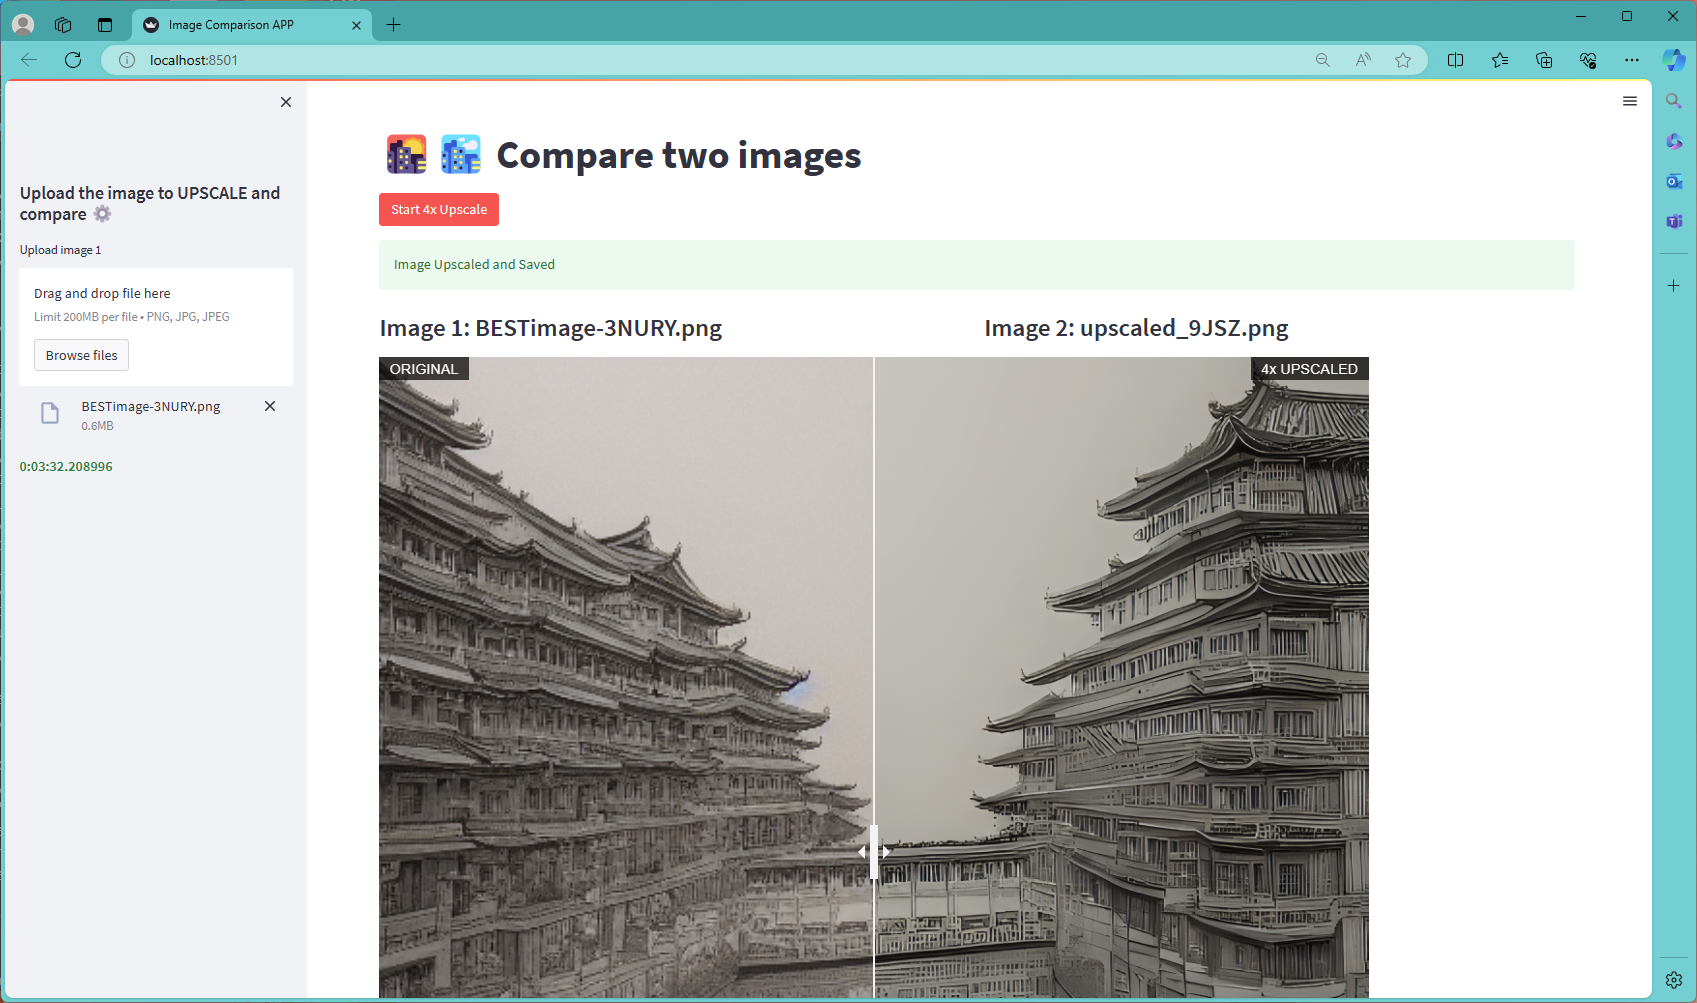 Image Comparison APP
localhost:8501
Upload the image to UPSCALE and
compare
Upload image 1
Drag and drop file here
Limit 200MB per file • PNG, JPG, JPEG
Browse files
BESTimage-3NURY.png
0.6MB
0:03:32.208996
Compare two images
Start 4x Upscale
Image Upscaled and Saved
Image 1: BESTimage-3NURY.png
Image 2: upscaled_9JSZ.png
ORIGINAL
4x UPSCALED